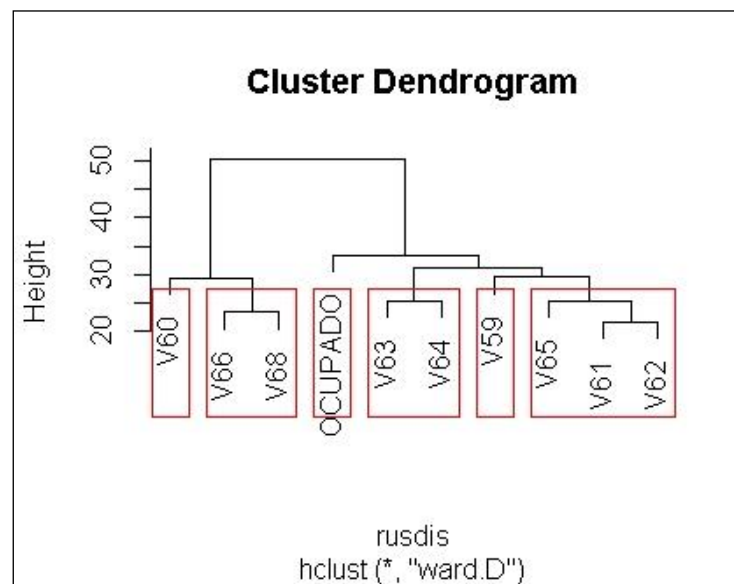 Cluster Dendrogram
Height
50
40
30
20
V60
V66
V68
OCUPADO
V63
V64
V59
V65
V61
V62
rusdis
hclust (*, "ward.D")